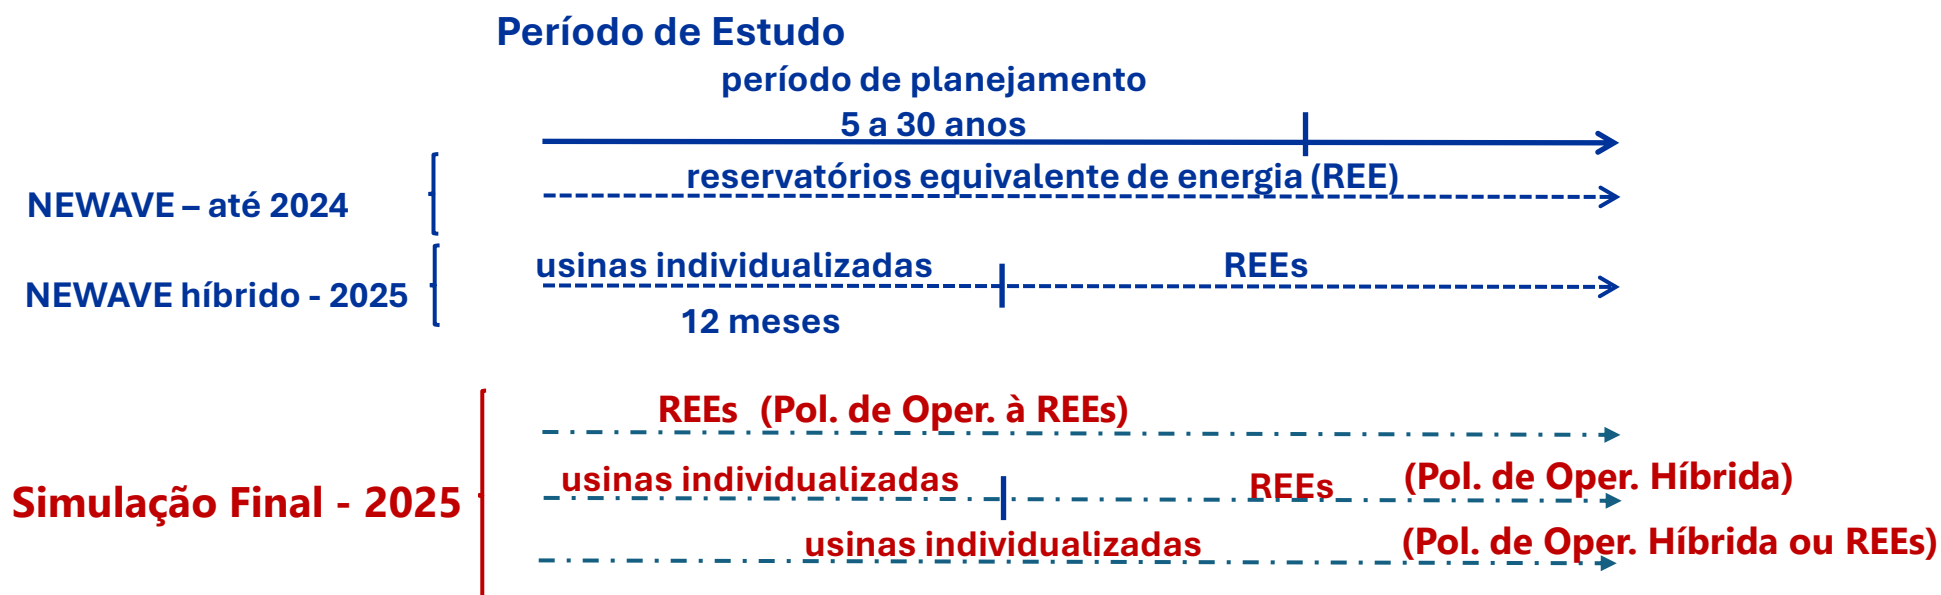 Período de Estudo
período de planejamento
5 a 30 anos
reservatórios equivalente de energia (REE)
NEWAVE – até 2024
usinas individualizadas REEs
NEWAVE híbrido - 2025
12 meses
REEs (Pol. de Oper. à REEs)
usinas individualizadas REEs (Pol. de Oper. Híbrida)
Simulação Final - 2025
usinas individualizadas (Pol. de Oper. Híbrida ou REEs)